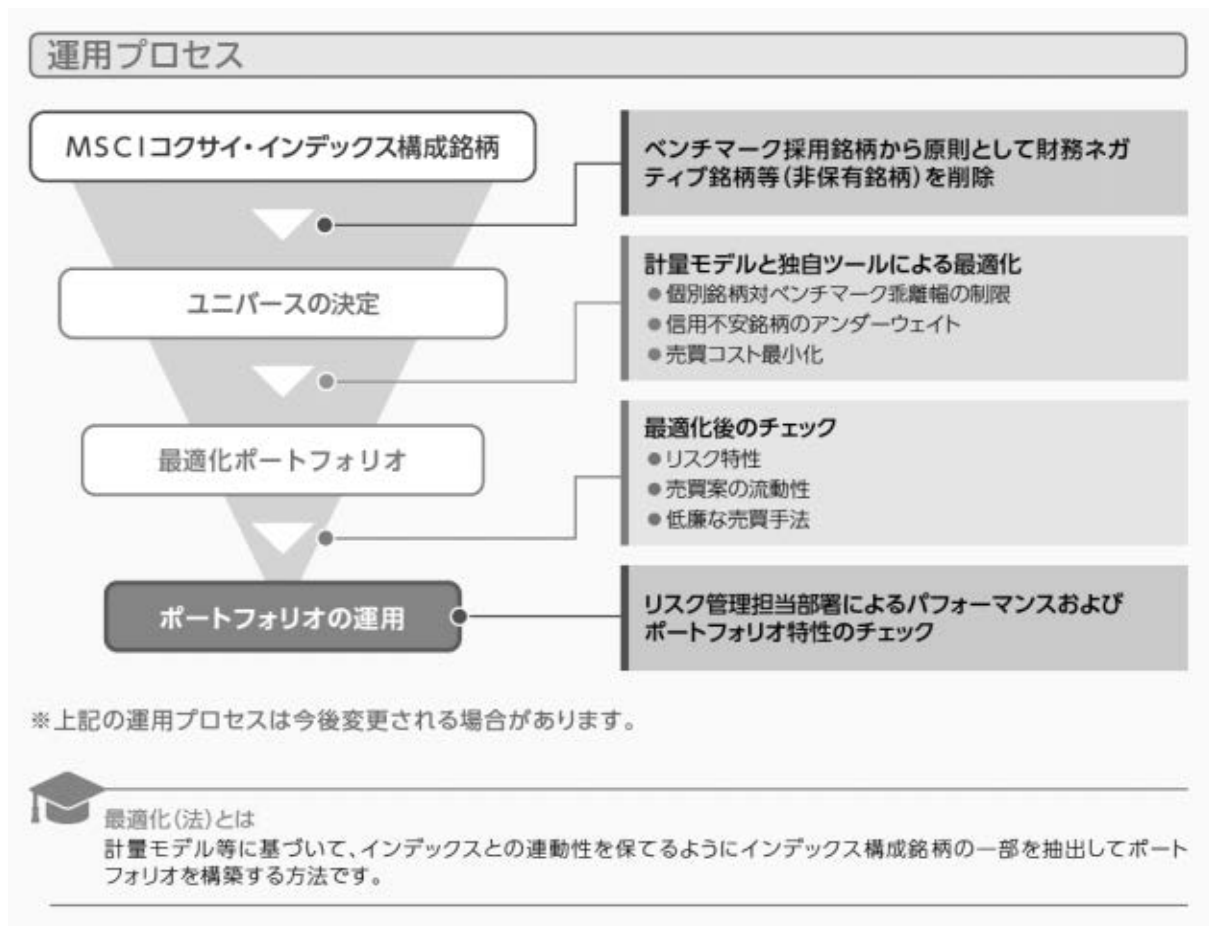 運用プロセス
MSCIコクサイ・インデックス構成銘柄
ベンチマーク採用銘柄から原則として財務ネガ
ティブ銘柄等(非保有銘柄)を削除
ユニバースの決定
計量モデルと独自ツールによる最適化
●個別銘柄対ベンチマーク乖離幅の制限
●信用不安銘柄のアンダーウェイト
●売買コスト最小化
最適化ポートフォリオ
最適化後のチェック
●リスク特性
●売買案の流動性
●低廉な売買手法
ポートフォリオの運用
リスク管理担当部署によるパフォーマンスおよび
ポートフォリオ特性のチェック
※上記の運用プロセスは今後変更される場合があります。
最適化(法)とは
計量モデル等に基づいて、インデックスとの連動性を保てるようにインデックス構成銘柄の一部を抽出してポート
フォリオを構築する方法です。